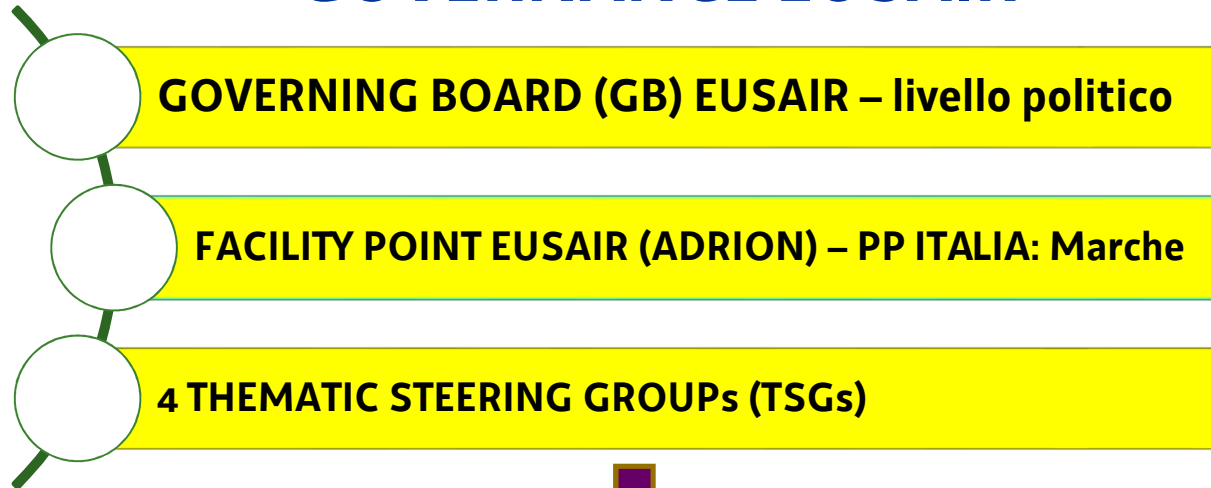 GOVERNING BOARD (GB) EUSAIR – livello politico
FACILITY POINT EUSAIR (ADRION) – PP ITALIA: Marche
4 THEMATIC STEERING GROUPs (TSGs)